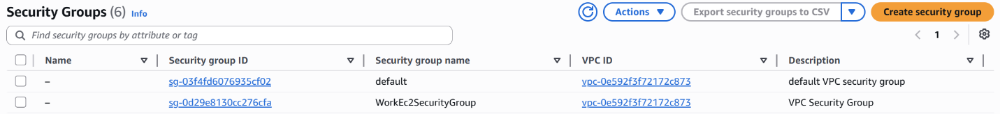 Security Groups (6) Info Actions Export security groups to CSV Create security group
Find security groups by attribute or tag 1
Name Security group ID Security group name VPC ID Description
– sg-03f4fd6076935cf02 default vpc-0e592f3f72172c873 default VPC security group
– sg-0d29e8130cc276cfa WorkEc2SecurityGroup vpc-0e592f3f72172c873 VPC Security Group